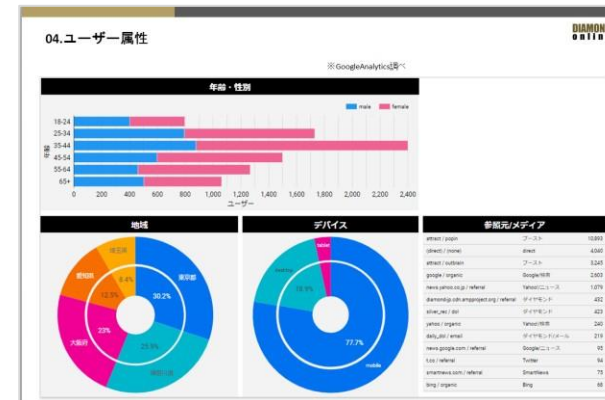 04.ユーザー属性
DIAMON
onlin
※GoogleAnalytics調べ
年齢・性別
male female
18-24
25-34
35-44
45-54
55-64
65+
年齢
0 200 400 600 800 1,000 1,200 1,400 1,600 1,800 2,000 2,200 2,400
ユーザー
地域
埼玉県
8.4%
愛知県
12.5%
東京都
30.2%
大阪府
23%
神奈川県
25.9%
デバイス
tablet
desktop
18.9%
77.7%
mobile
参照元/メディア
attract / popin ブースト
(direct) / (none) direct
attract / outbrain ブースト 3,245
google / organic Google検索 2,603
news.yahoo.co.jp / referral Yahoo!ニュース 1,079
diamond.jp.cdn.ampproject.org / referral ダイヤモンド 432
silver_rec / dol ダイヤモンド 423
yahoo / organic Yahoo!検索 240
daily_dol / email ダイヤモンド/メール 219
news.google.com / referral Googleニュース 95
t.co / referral Twitter 94
smartnews.com / referral SmartNews 75
bing / organic Bing